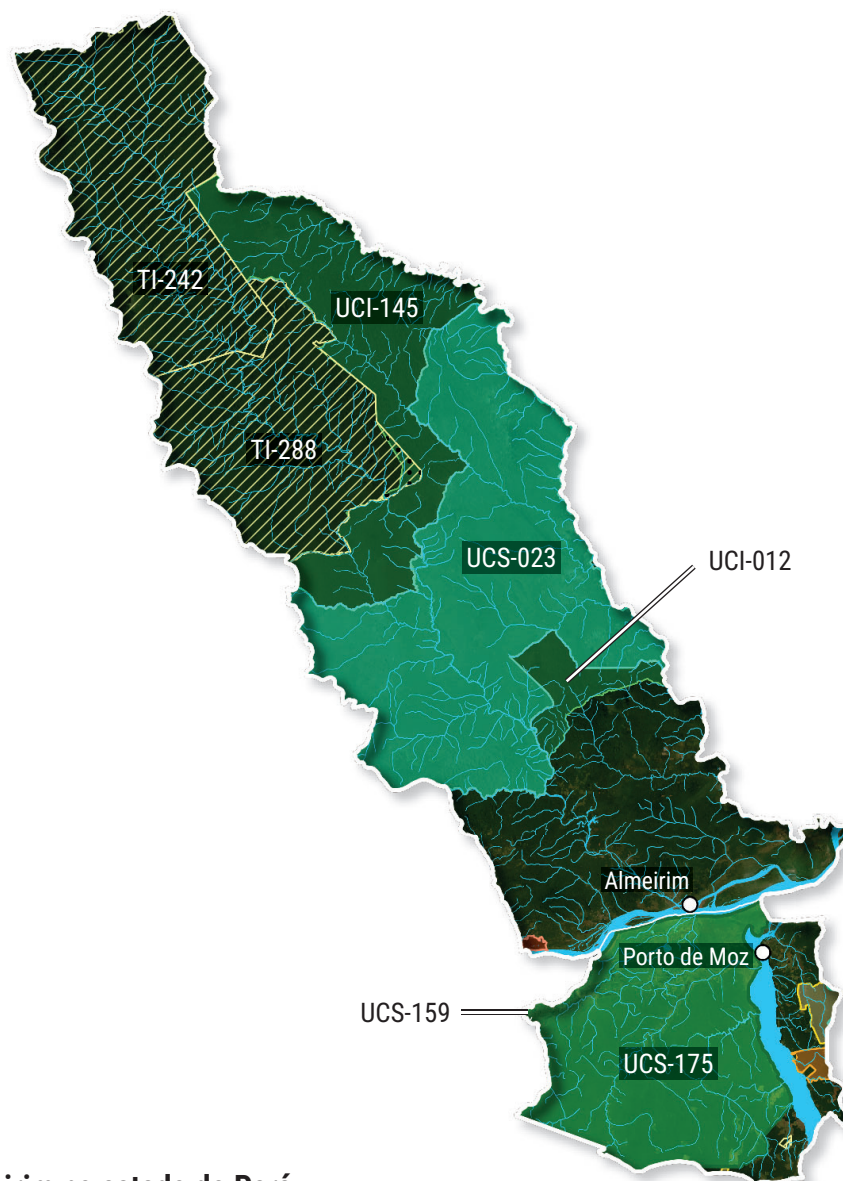 TI-242
UCI-145
TI-288
UCS-023
UCI-012
Almeirim
Porto de Moz
UCS-159
UCS-175